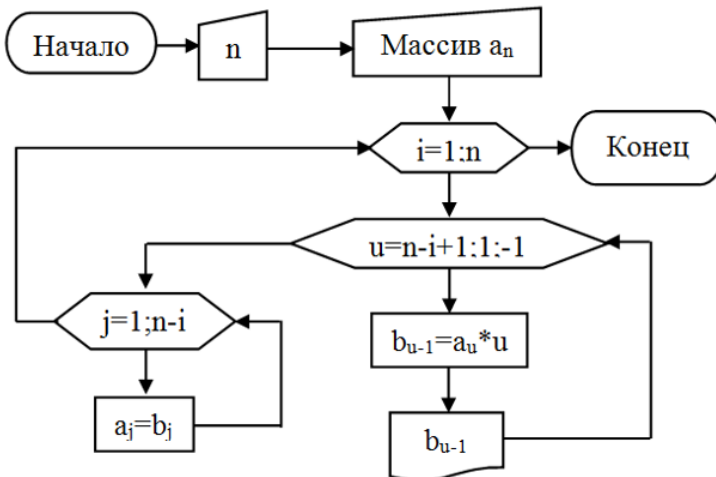 Начало
n
Массив aₙ
i=1;n
Конец
u=n-i+1;1;-1
j=1;n-i
bᵤ₋₁=aᵤ*u
aⱼ=bⱼ
bᵤ₋₁